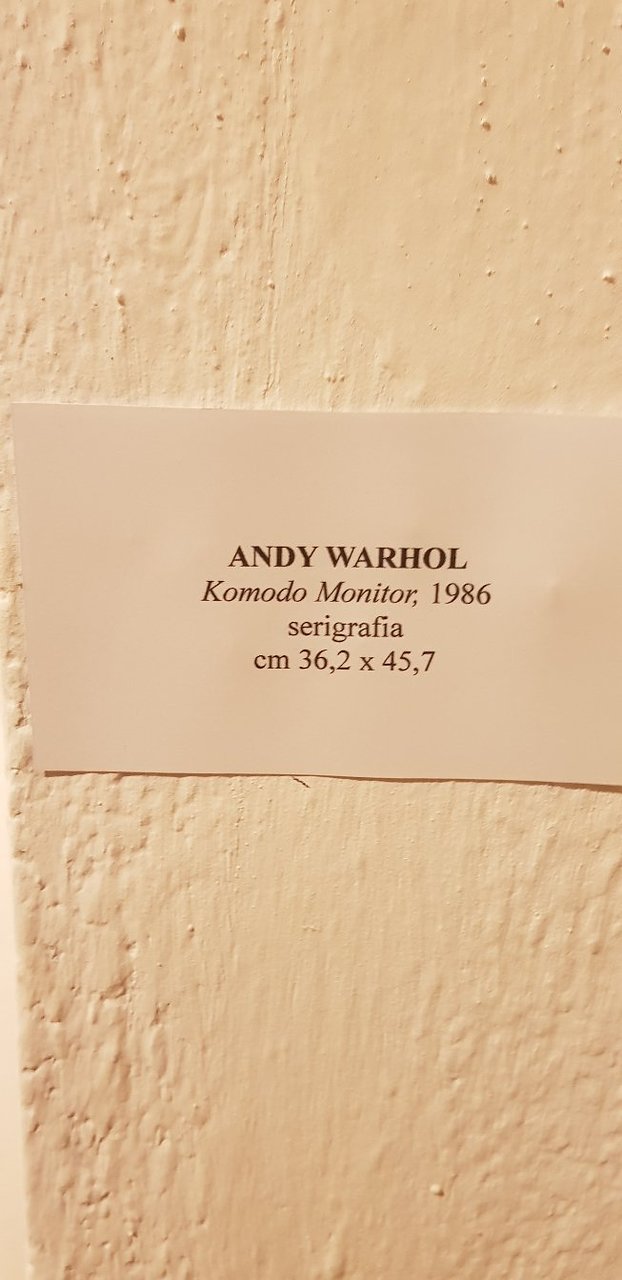 ANDY WARHOL
Komodo Monitor, 1986
serigrafia
cm 36,2 x 45,7